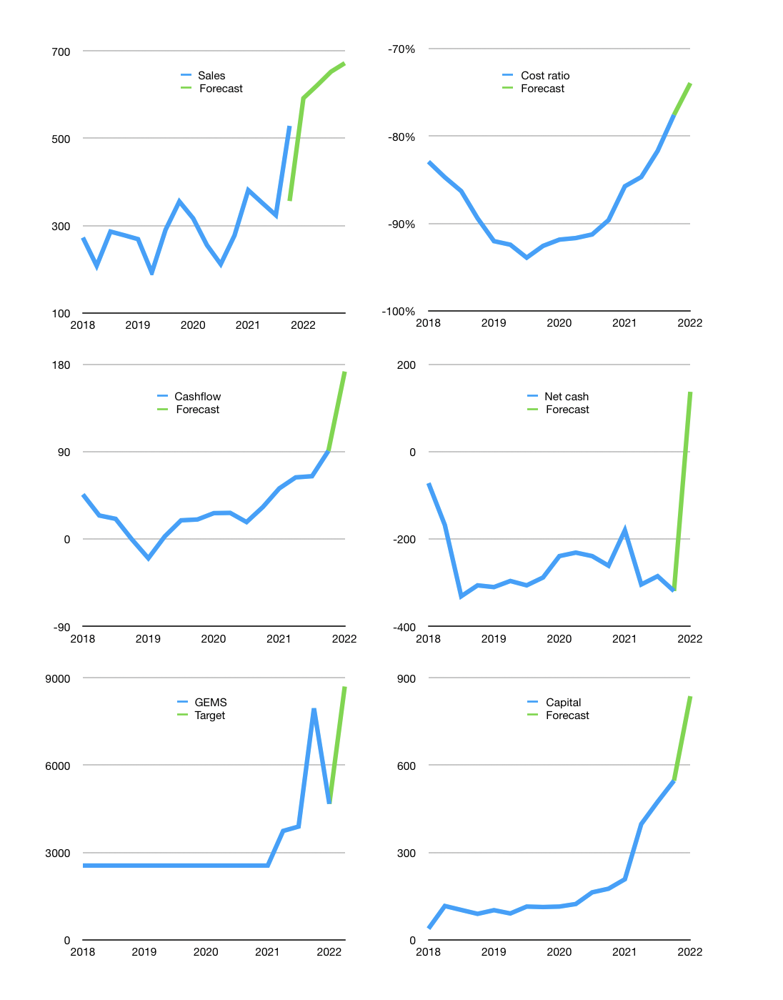 700
Sales
Forecast
500
300
100
2018 2019 2020 2021 2022
-70%
Cost ratio
Forecast
-80%
-90%
-100%
2018 2019 2020 2021 2022
180
Cashflow
Forecast
90
0
-90
2018 2019 2020 2021 2022
200
Net cash
Forecast
0
-200
-400
2018 2019 2020 2021 2022
9000
GEMS
Target
6000
3000
0
2018 2019 2020 2021 2022
900
Capital
Forecast
600
300
0
2018 2019 2020 2021 2022